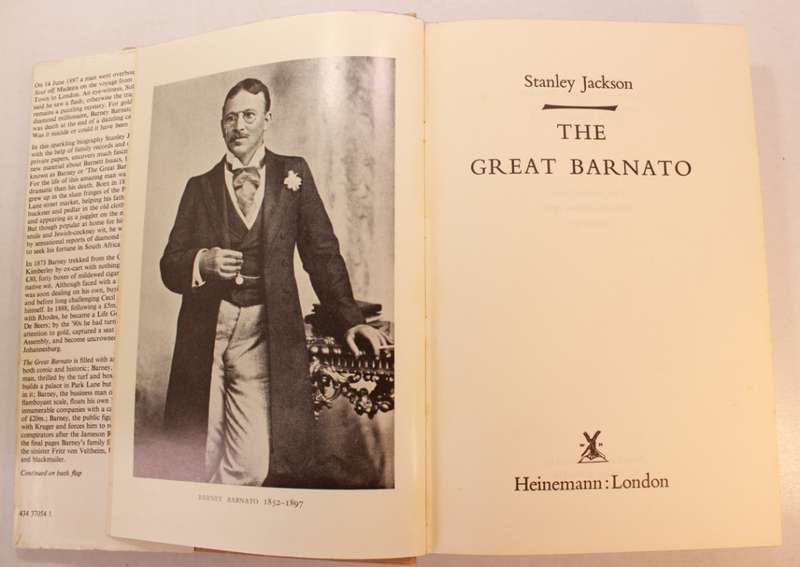 On 14 June 1897 a man went overboa
Scot off Madeira on the voyage from
Town to London. An eye-witness, Sol
said he saw a flash; otherwise the tra
remains a puzzling mystery. For gold
diamond millionaire, Barney Barnato
was death at the end of a dazzling ca
Was it suicide or could it have been
In this sparkling biography Stanley J
with the help of family records and
private papers, uncovers much fascin
new material about Barnett Isaacs, b
known as Barney or 'The Great Bar
For the life of this amazing man wa
dramatic than his death. Born in 18
grew up in the slum fringes of the P
Lane street market, helping his fath
buckster and pedlar in the old cloth
and appearing as a juggler on the
But though popular at home for hi
smile and Jewish-cockney wit, he w
by sensational reports of diamond
to seek his fortune in South Africa
In 1873 Barney trekked from the C
Kimberley by ox-cart with nothing
£30, forty boxes of mildewed cigar
native wit. Although faced with a
was soon dealing on his own, busi
and before long challenging Cecil
himself. In 1888, following a £5m.
with Rhodes, he became a Life Go
De Beers; by the '90s he had turn
attention to gold, captured a seat
Assembly, and become uncrowned
Johannesburg.
The Great Barnato is filled with a
both comic and historic; Barney,
man, thrilled by the turf and box
builds a palace in Park Lane but
in it; Barney, the business man o
flamboyant scale, floats his own
innumerable companies with a ca
of £20m.; Barney, the public figu
with Kruger and forces him to re
conspirators after the Jameson R
the final pages Barney's family f
the sinister Fritz von Veltheim,
and blackmailer.
Continued on back flap
434 37054 1
BARNEY BARNATO 1852–1897
Stanley Jackson
THE
GREAT BARNATO
W H
Heinemann: London